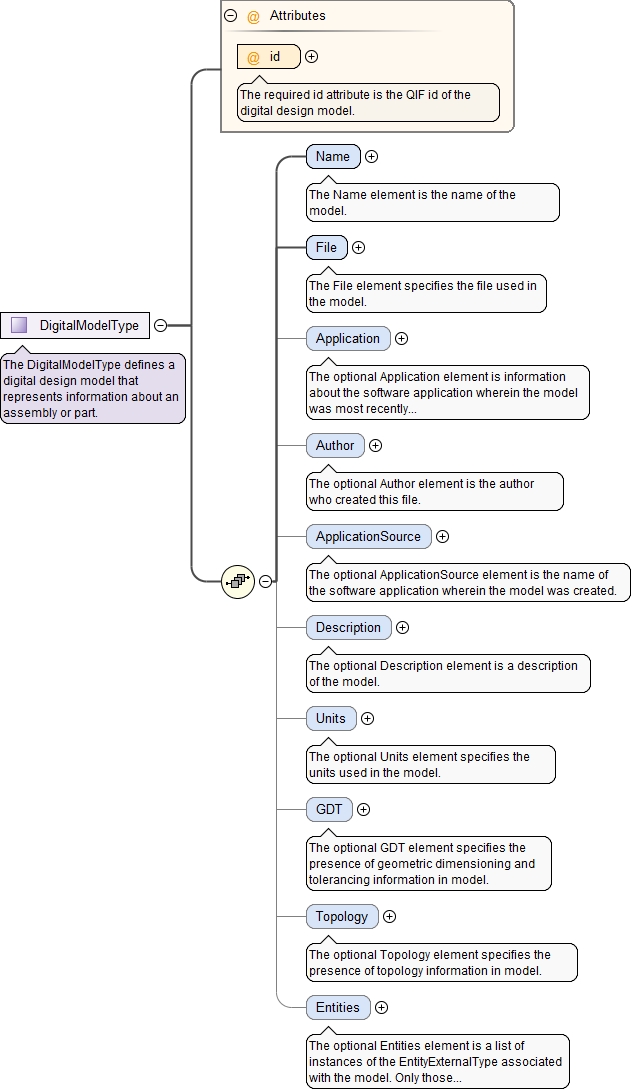 @ Attributes
@ id
The required id attribute is the QIF id of the
digital design model.
Name
The Name element is the name of the
model.
File
The File element specifies the file used in
the model.
DigitalModelType
The DigitalModelType defines a
digital design model that
represents information about an
assembly or part.
Application
The optional Application element is information
about the software application wherein the model
was most recently...
Author
The optional Author element is the author
who created this file.
ApplicationSource
The optional ApplicationSource element is the name of
the software application wherein the model was created.
Description
The optional Description element is a description
of the model.
Units
The optional Units element specifies the
units used in the model.
GDT
The optional GDT element specifies the
presence of geometric dimensioning and
tolerancing information in model.
Topology
The optional Topology element specifies the
presence of topology information in model.
Entities
The optional Entities element is a list of
instances of the EntityExternalType associated
with the model. Only those...